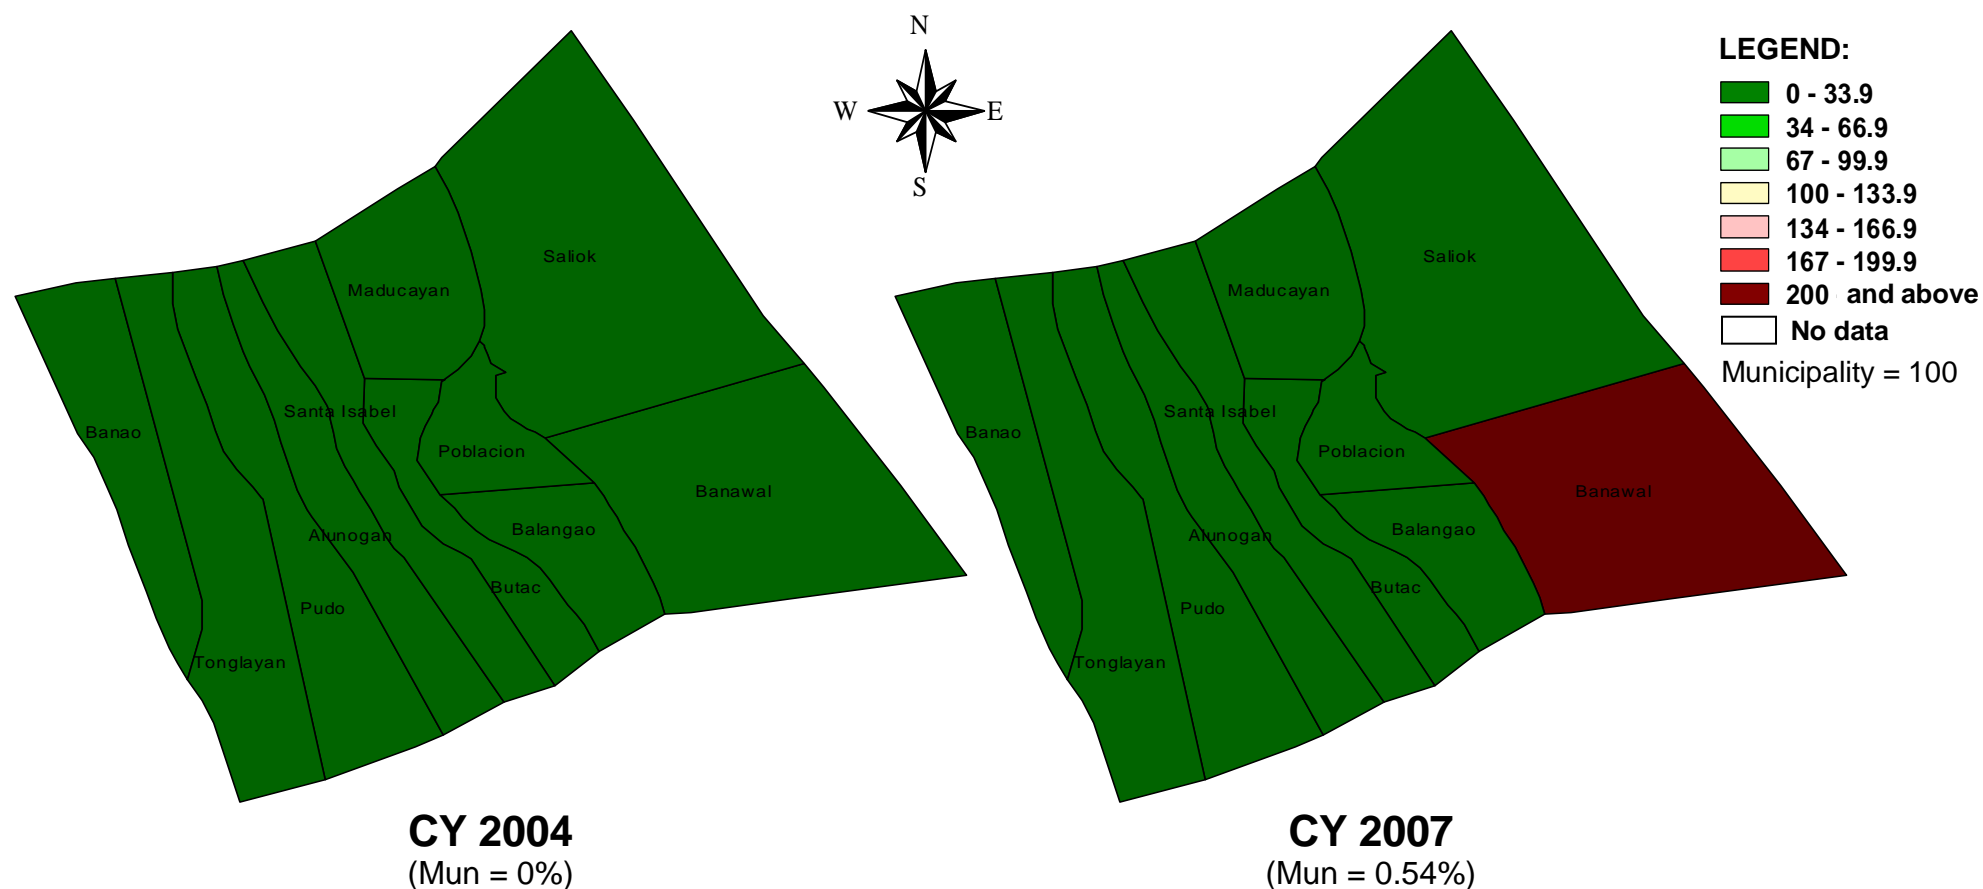 N
W E
S
LEGEND:
0 - 33.9
34 - 66.9
67 - 99.9
100 - 133.9
134 - 166.9
167 - 199.9
200 and above
No data
Municipality = 100
Saliok
Maducayan
Santa Isabel
Banao
Poblacion
Banawal
Balangao
Alunogan
Butac
Pudo
Tonglayan
CY 2004
(Mun = 0%)
Saliok
Maducayan
Santa Isabel
Banao
Poblacion
Banawal
Balangao
Alunogan
Butac
Pudo
Tonglayan
CY 2007
(Mun = 0.54%)